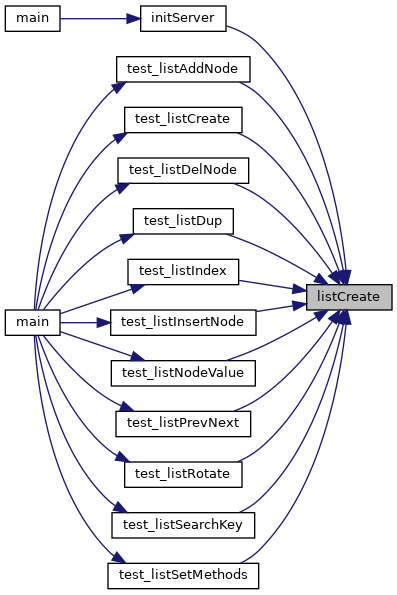 main
initServer
test_listAddNode
test_listCreate
test_listDelNode
test_listDup
test_listIndex
listCreate
main
test_listInsertNode
test_listNodeValue
test_listPrevNext
test_listRotate
test_listSearchKey
test_listSetMethods